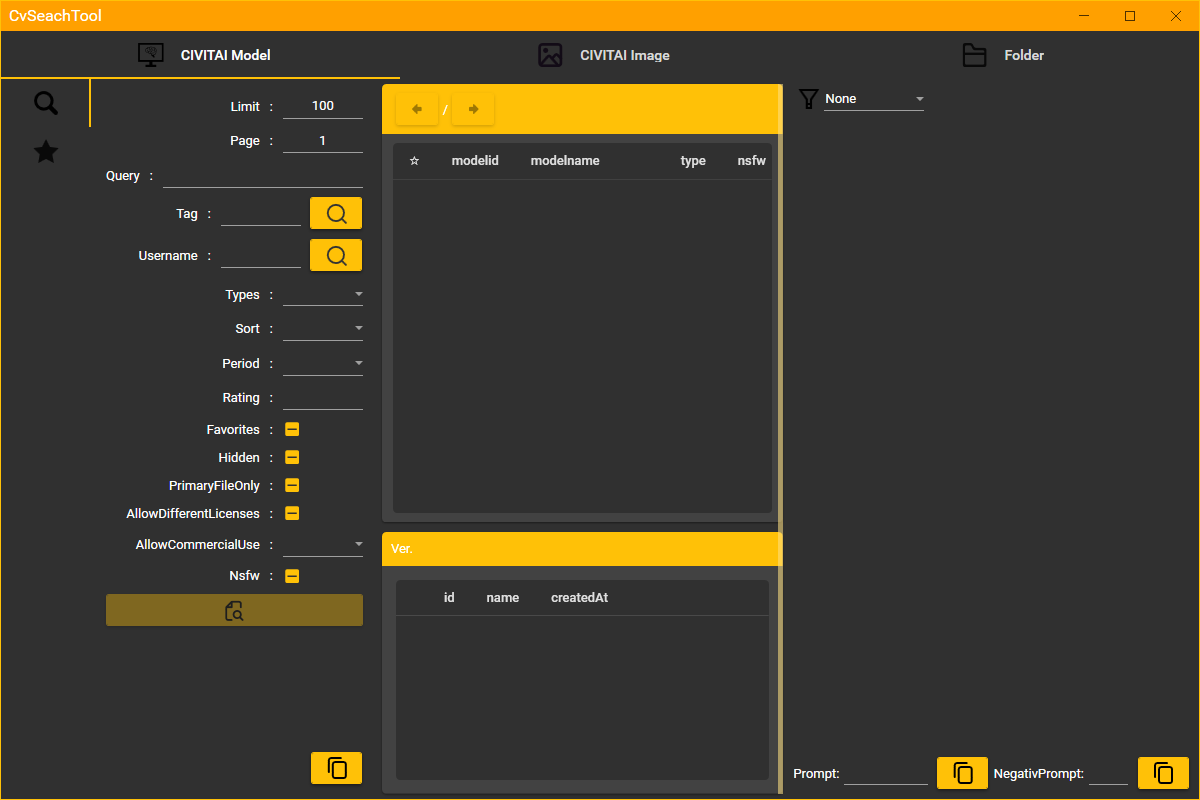 CvSeachTool
CIVITAI Model
CIVITAI Image
Folder
Limit : 100
Page : 1
Query :
Tag :
Username :
Types :
Sort :
Period :
Rating :
Favorites :
Hidden :
PrimaryFileOnly :
AllowDifferentLicenses :
AllowCommercialUse :
Nsfw :
/
modelid modelname type nsfw
Ver.
id name createdAt
None
Prompt:
NegativPrompt: